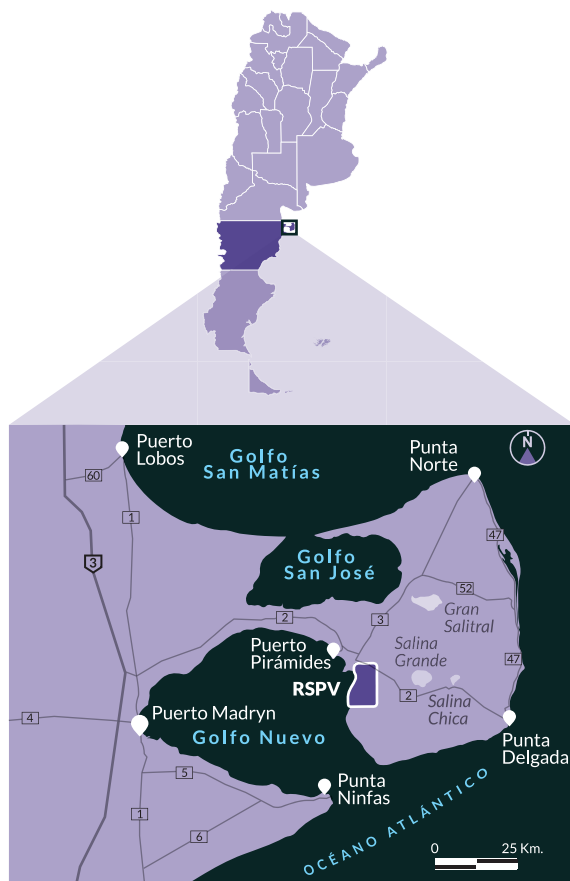 Puerto
Lobos
Golfo
San Matías
Punta
Norte
N
60
1
3
47
Golfo
San José
52
Gran
Salitral
2
3
Puerto
Pirámides
Salina
Grande
47
RSPV
2
Salina
Chica
4
Puerto Madryn
Golfo Nuevo
Punta
Delgada
5
Punta
Ninfas
1
6
OCÉANO ATLÁNTICO
0
25 Km.